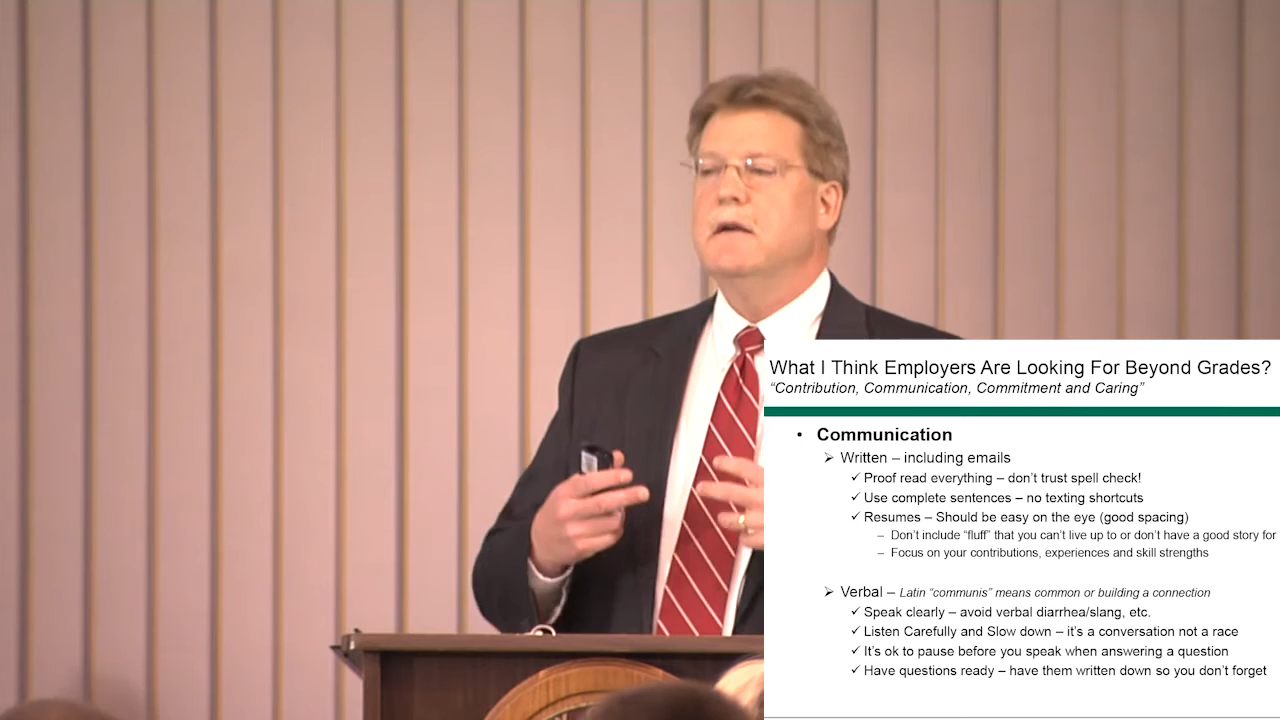 What I Think Employers Are Looking For Beyond Grades?
“Contribution, Communication, Commitment and Caring”
• Communication
➢ Written – including emails
✓ Proof read everything – don’t trust spell check!
✓ Use complete sentences – no texting shortcuts
✓ Resumes – Should be easy on the eye (good spacing)
– Don’t include “fluff” that you can’t live up to or don’t have a good story for
– Focus on your contributions, experiences and skill strengths
➢ Verbal – Latin “communis” means common or building a connection
✓ Speak clearly – avoid verbal diarrhea/slang, etc.
✓ Listen Carefully and Slow down – it’s a conversation not a race
✓ It’s ok to pause before you speak when answering a question
✓ Have questions ready – have them written down so you don’t forget